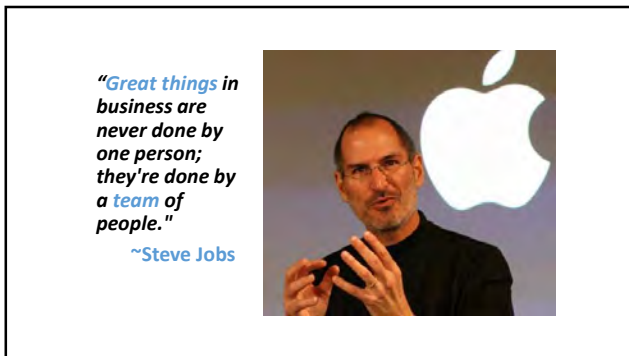 “Great things in
business are
never done by
one person;
they're done by
a team of
people."
~Steve Jobs